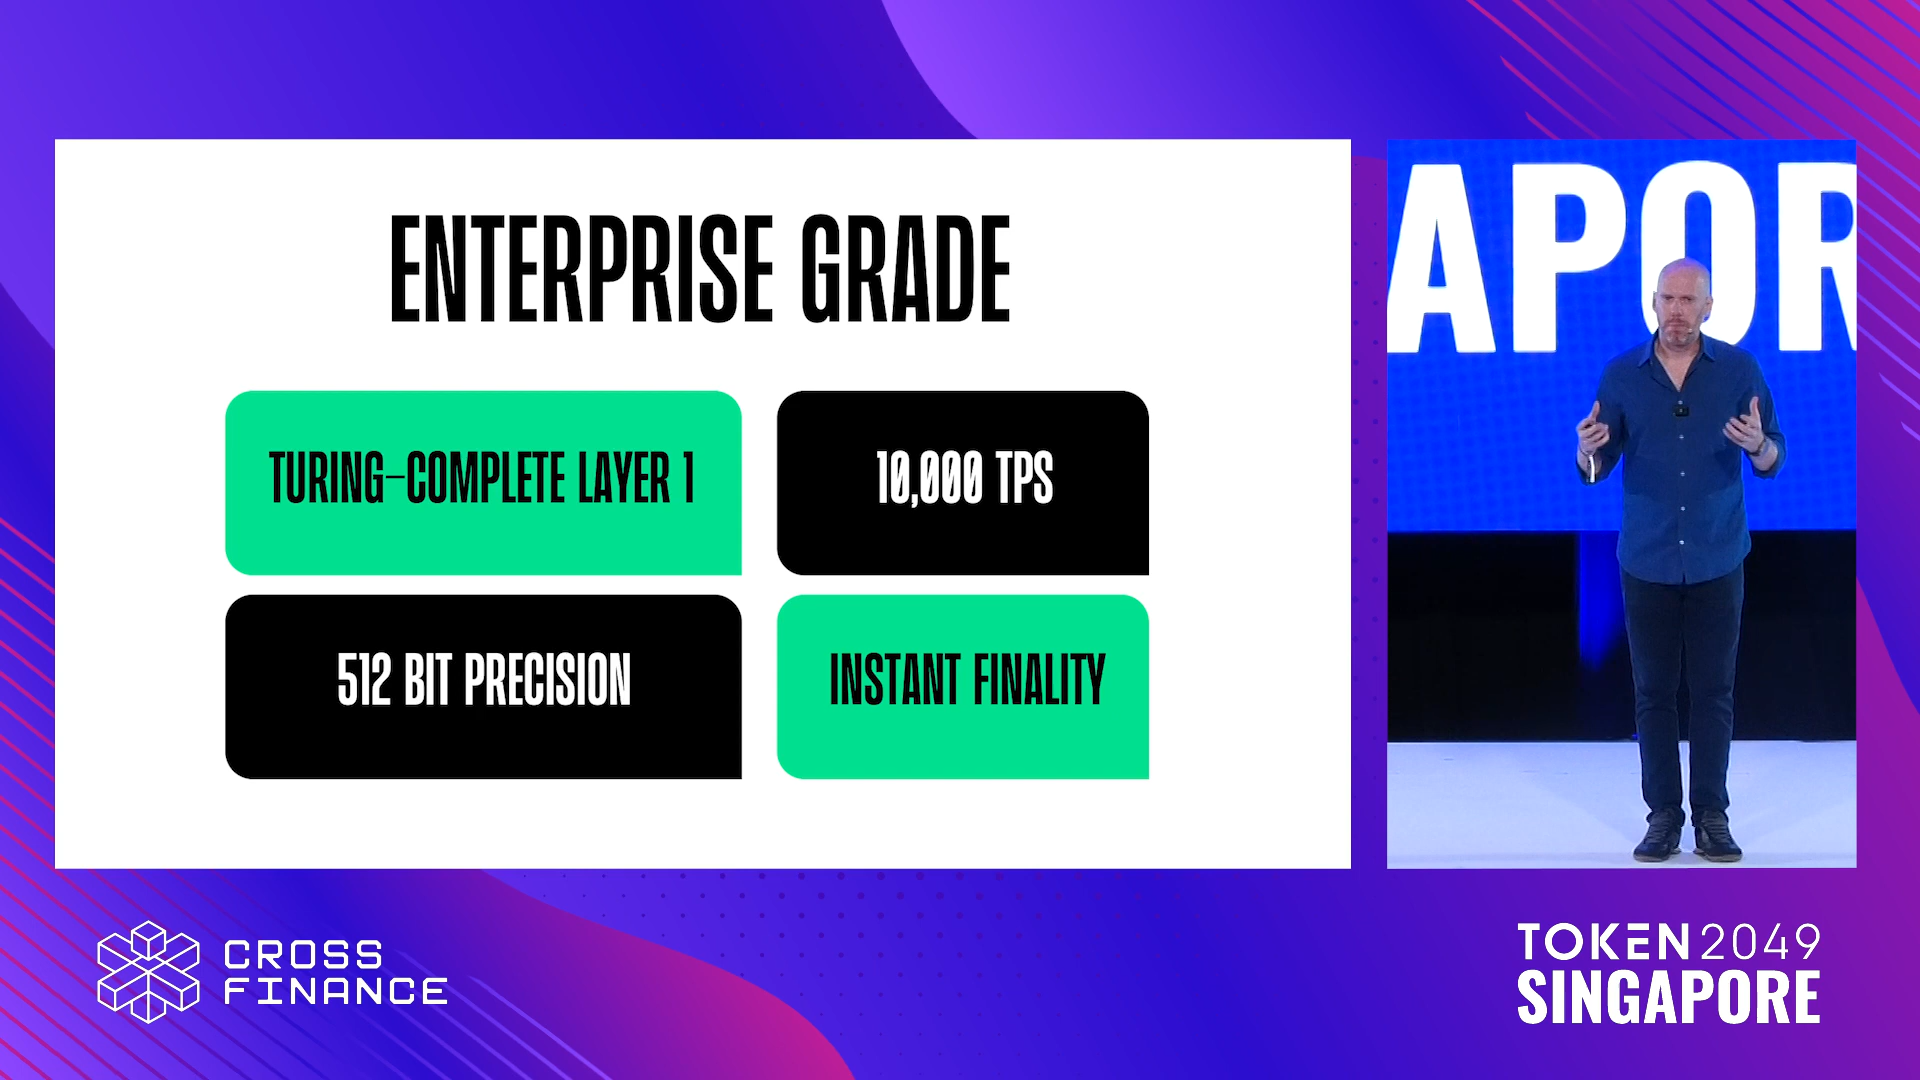 ENTERPRISE GRADE
TURING-COMPLETE LAYER 1
10,000 TPS
512 BIT PRECISION
INSTANT FINALITY
APOR
CROSS
FINANCE
TOKEN2049
SINGAPORE